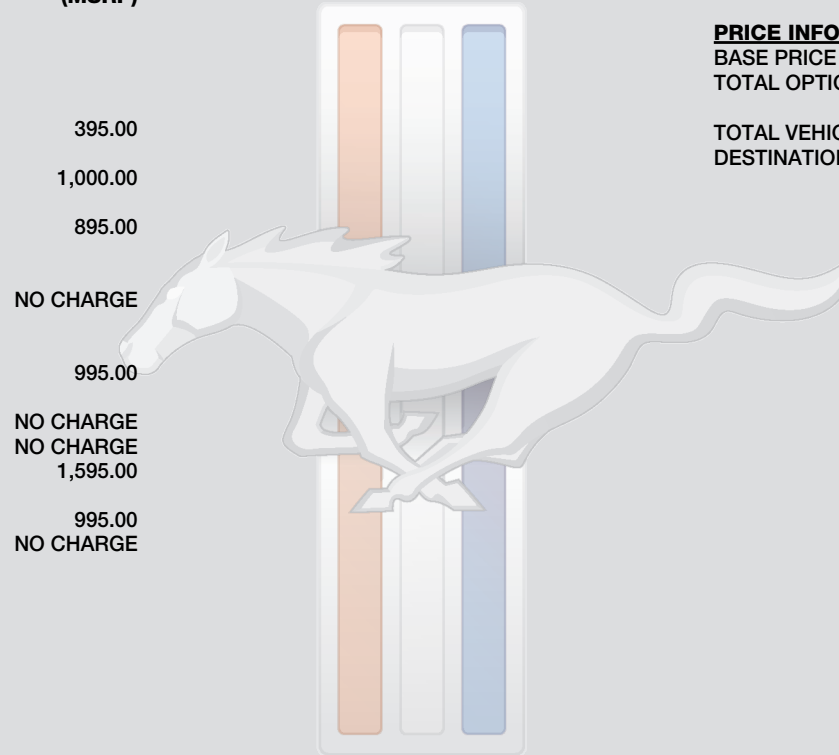 (MSRP)
395.00
1,000.00
895.00
NO CHARGE
995.00
NO CHARGE
NO CHARGE
1,595.00
995.00
NO CHARGE
PRICE INFO
BASE PRICE
TOTAL OPTIO
TOTAL VEHIC
DESTINATION